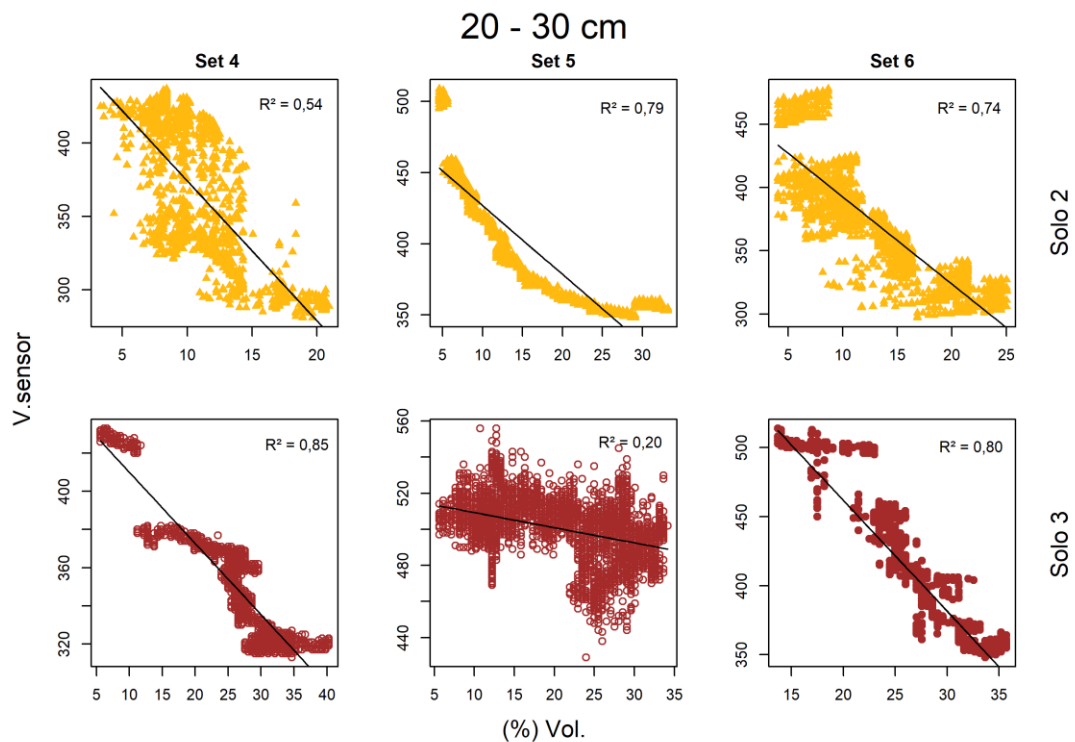 20 - 30 cm
Set 4 Set 5 Set 6
R² = 0,54 R² = 0,79 R² = 0,74
400
350
300
5 10 15 20
500
450
400
350
5 10 15 20 25 30
450
400
350
300
5 10 15 20 25
Solo 2
V.sensor
R² = 0,85 R² = 0,20 R² = 0,80
400
360
320
5 10 15 20 25 30 35 40
560
520
480
440
5 10 15 20 25 30 35
500
450
400
350
15 20 25 30 35
Solo 3
(%) Vol.